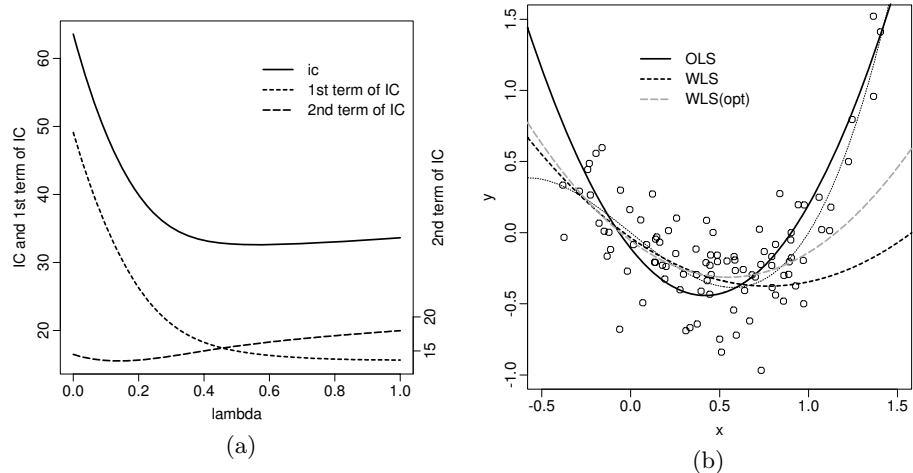 IC and 1st term of IC
60
50
40
30
20
ic
1st term of IC
2nd term of IC
2nd term of IC
20
15
0.0 0.2 0.4 0.6 0.8 1.0
lambda
(a)
y
1.5
1.0
0.5
0.0
-0.5
-1.0
OLS
WLS
WLS(opt)
-0.5 0.0 0.5 1.0 1.5
x
(b)